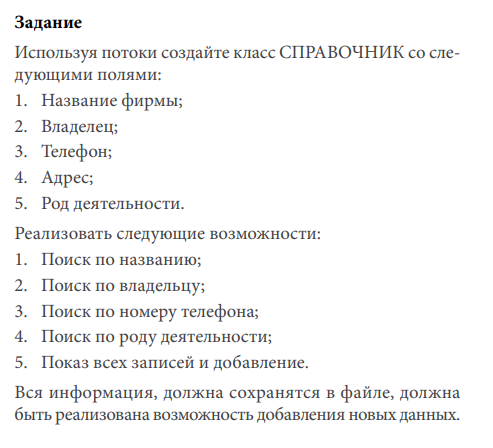 Задание
Используя потоки создайте класс СПРАВОЧНИК со сле-
дующими полями:
1. Название фирмы;
2. Владелец;
3. Телефон;
4. Адрес;
5. Род деятельности.
Реализовать следующие возможности:
1. Поиск по названию;
2. Поиск по владельцу;
3. Поиск по номеру телефона;
4. Поиск по роду деятельности;
5. Показ всех записей и добавление.
Вся информация, должна сохранятся в файле, должна
быть реализована возможность добавления новых данных.